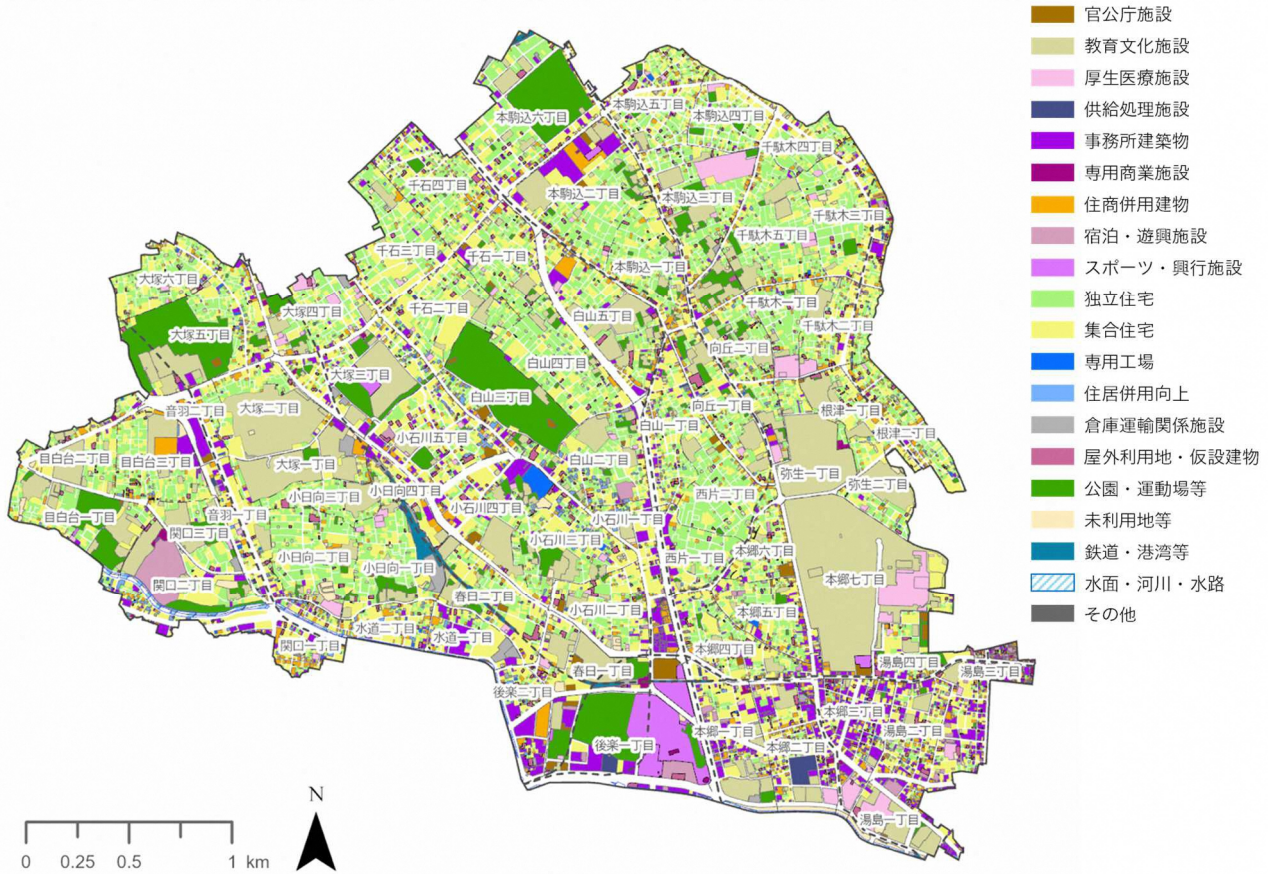 官公庁施設
教育文化施設
厚生医療施設
供給処理施設
事務所建築物
専用商業施設
住商併用建物
宿泊・遊興施設
スポーツ・興行施設
独立住宅
集合住宅
専用工場
住居併用向上
倉庫運輸関係施設
屋外利用地・仮設建物
公園・運動場等
未利用地等
鉄道・港湾等
水面・河川・水路
その他
本駒込六丁目
本駒込五丁目
本駒込四丁目
千駄木四丁目
千石四丁目
本駒込二丁目
本駒込三丁目
千駄木三丁目
千駄木五丁目
千石三丁目
千石一丁目
本駒込一丁目
大塚六丁目
千駄木一丁目
大塚四丁目
千石二丁目
白山五丁目
千駄木二丁目
大塚五丁目
向丘二丁目
白山四丁目
大塚三丁目
白山三丁目
音羽二丁目
大塚二丁目
向丘一丁目
根津一丁目
小石川五丁目
白山一丁目
根津二丁目
目白台二丁目
目白台三丁目
大塚一丁目
白山二丁目
弥生一丁目
弥生二丁目
小日向三丁目
小日向四丁目
西片二丁目
目白台一丁目
音羽一丁目
小石川四丁目
小石川一丁目
関口三丁目
小石川三丁目
小日向二丁目
西片一丁目
本郷六丁目
小日向一丁目
本郷七丁目
関口二丁目
春日二丁目
小石川二丁目
本郷五丁目
水道二丁目
水道一丁目
関口一丁目
本郷四丁目
春日一丁目
湯島四丁目
湯島三丁目
後楽二丁目
本郷三丁目
本郷一丁目
湯島二丁目
後楽一丁目
本郷二丁目
湯島一丁目
N
0 0.25 0.5 1 km